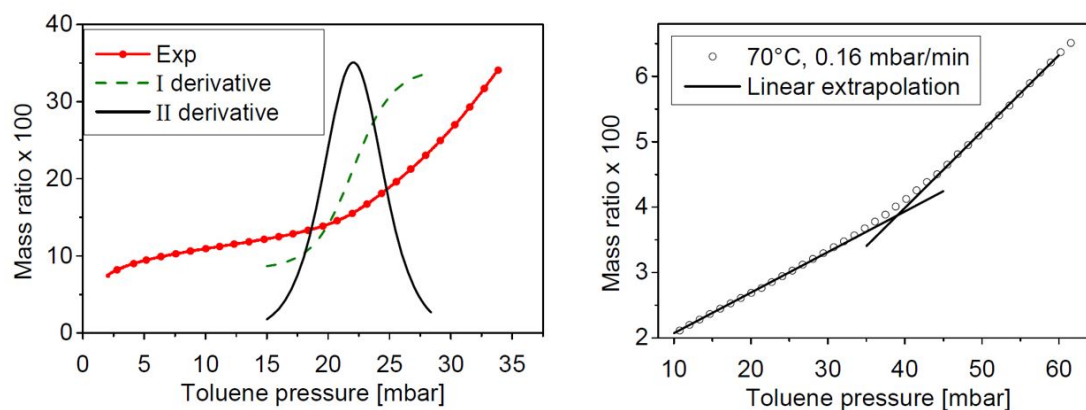 Mass ratio x 100
40
30
20
10
0
Exp
I derivative
II derivative
0 5 10 15 20 25 30 35
Toluene pressure [mbar]
Mass ratio x 100
6
5
4
3
2
70°C, 0.16 mbar/min
Linear extrapolation
10 20 30 40 50 60
Toluene pressure [mbar]